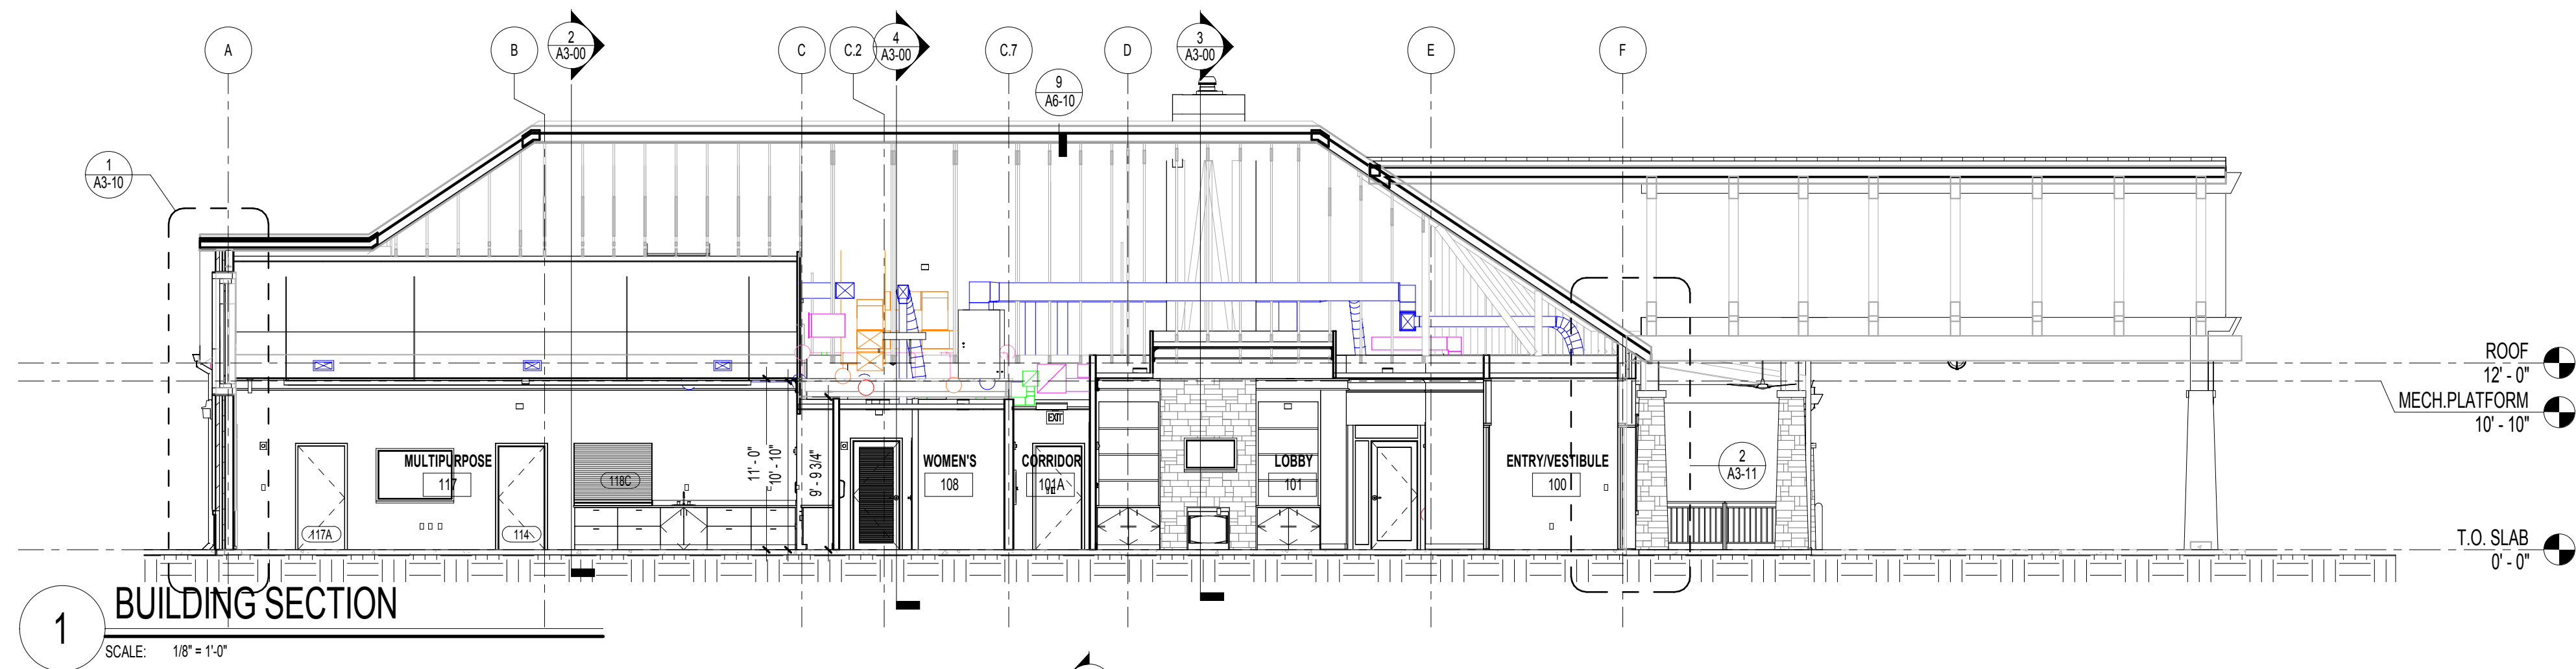 A
B
2
A3-00
C
C.2
4
A3-00
C.7
D
3
A3-00
E
F
9
A6-10
1
A3-10
ROOF
12' - 0"
MECH.PLATFORM
10' - 10"
EXIT
MULTIPURPOSE
117
118C
11' - 0"
10' - 10"
9' - 9 3/4"
WOMEN'S
108
CORRIDOR
101A
LOBBY
101
ENTRY/VESTIBULE
100
2
A3-11
117A
114
T.O. SLAB
0' - 0"
1
BUILDING SECTION
SCALE: 1/8" = 1'-0"